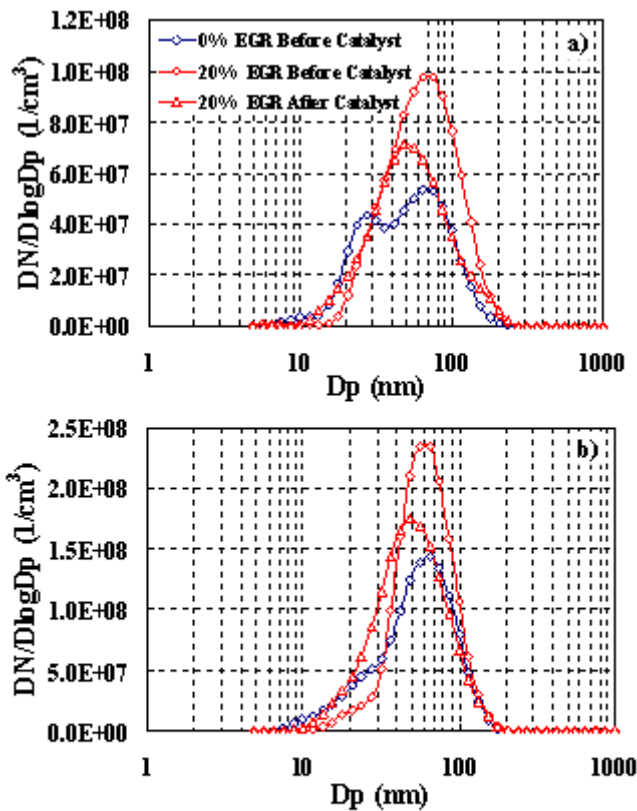 1.2E+08
a)
0% EGR Before Catalyst
1.0E+08
20% EGR Before Catalyst
20% EGR After Catalyst
8.0E+07
6.0E+07
4.0E+07
2.0E+07
0.0E+00
DN/DlogDp (1/cm³)
1 10 100 1000
Dp (nm)
2.5E+08
b)
2.0E+08
1.5E+08
1.0E+08
5.0E+07
0.0E+00
DN/DlogDp (1/cm³)
1 10 100 1000
Dp (nm)